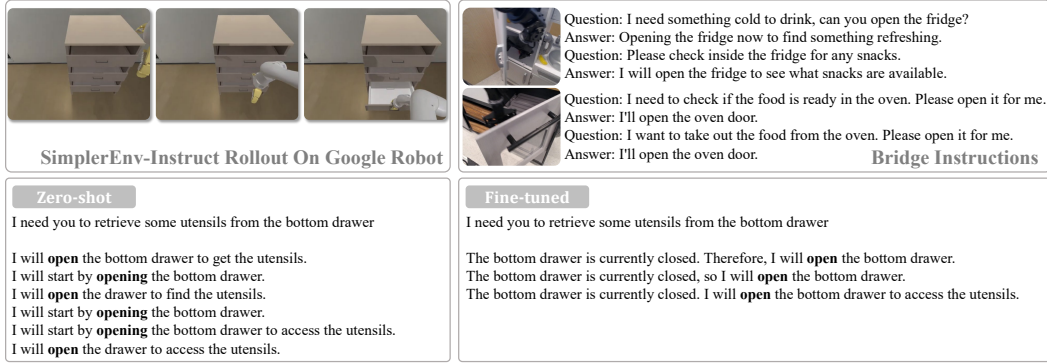 SimplerEnv-Instruct Rollout On Google Robot
Question: I need something cold to drink, can you open the fridge?
Answer: Opening the fridge now to find something refreshing.
Question: Please check inside the fridge for any snacks.
Answer: I will open the fridge to see what snacks are available.
Question: I need to check if the food is ready in the oven. Please open it for me.
Answer: I'll open the oven door.
Question: I want to take out the food from the oven. Please open it for me.
Answer: I'll open the oven door.
Bridge Instructions
Zero-shot
I need you to retrieve some utensils from the bottom drawer
I will open the bottom drawer to get the utensils.
I will start by opening the bottom drawer.
I will open the drawer to find the utensils.
I will start by opening the bottom drawer.
I will start by opening the bottom drawer to access the utensils.
I will open the drawer to access the utensils.
Fine-tuned
I need you to retrieve some utensils from the bottom drawer
The bottom drawer is currently closed. Therefore, I will open the bottom drawer.
The bottom drawer is currently closed, so I will open the bottom drawer.
The bottom drawer is currently closed. I will open the bottom drawer to access the utensils.